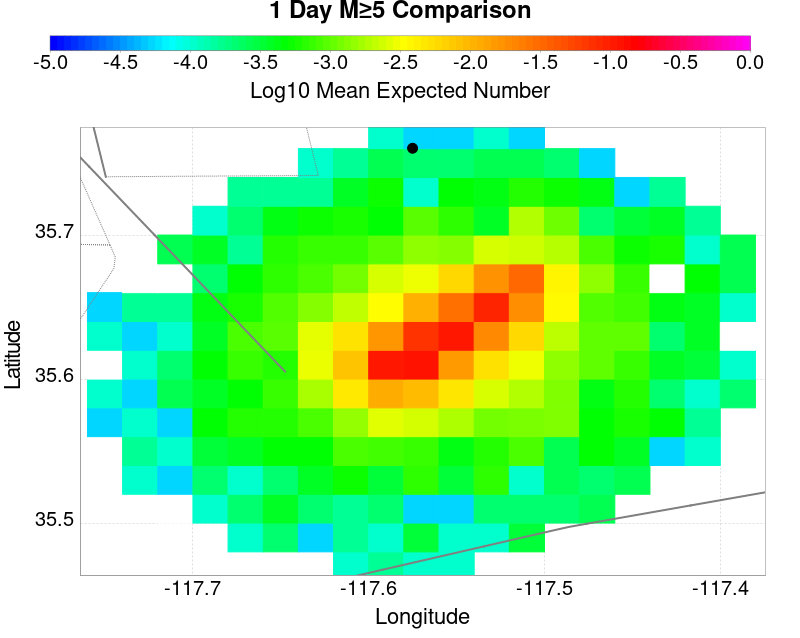 1 Day M≥5 Comparison
-5.0 -4.5 -4.0 -3.5 -3.0 -2.5 -2.0 -1.5 -1.0 -0.5 0.0
Log10 Mean Expected Number
Latitude
35.7
35.6
35.5
-117.7 -117.6 -117.5 -117.4
Longitude